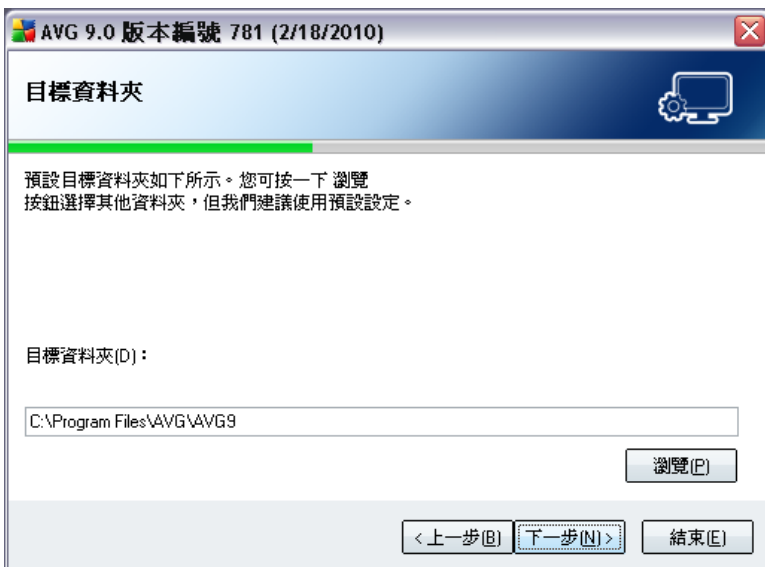 AVG 9.0 版本編號 781 (2/18/2010)
目標資料夾
預設目標資料夾如下所示。您可按一下 瀏覽
按鈕選擇其他資料夾，但我們建議使用預設設定。
目標資料夾(D)：
C:\Program Files\AVG\AVG9
瀏覽(P)
<上一步(B) 下一步(N)> 結束(E)